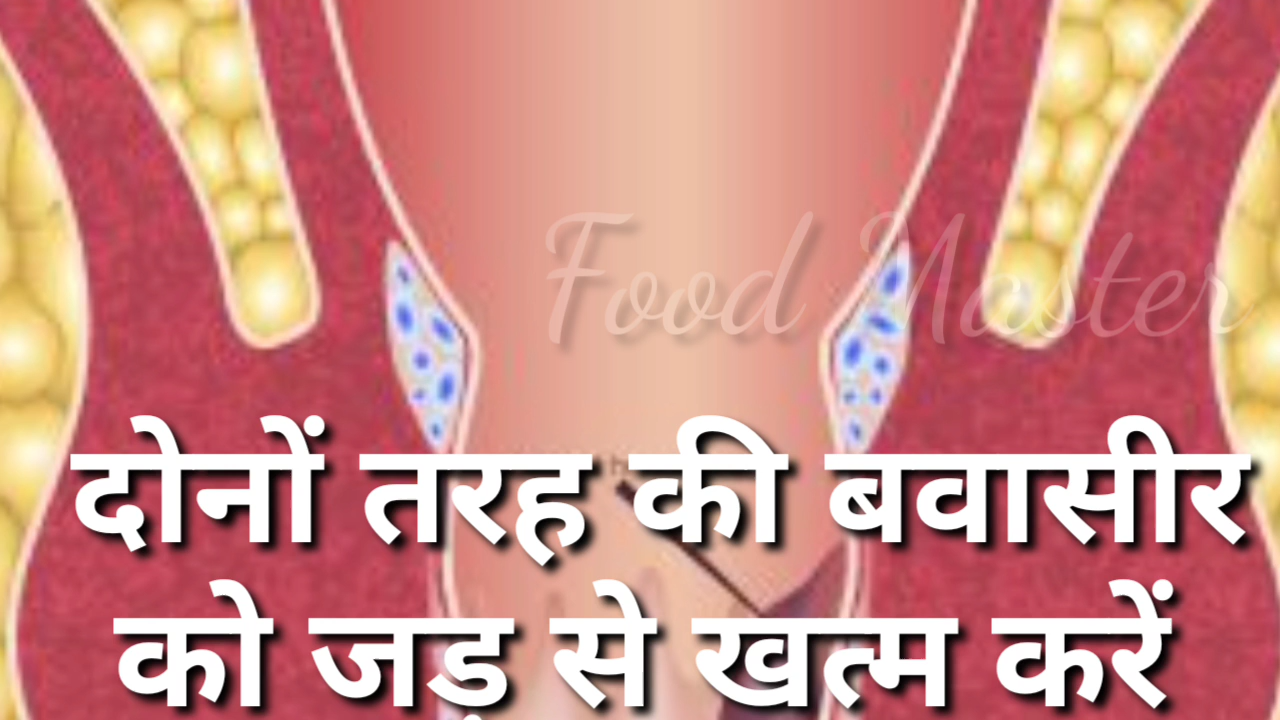 Food Master
दोनों तरह की बवासीर
को जड़ से खत्म करें